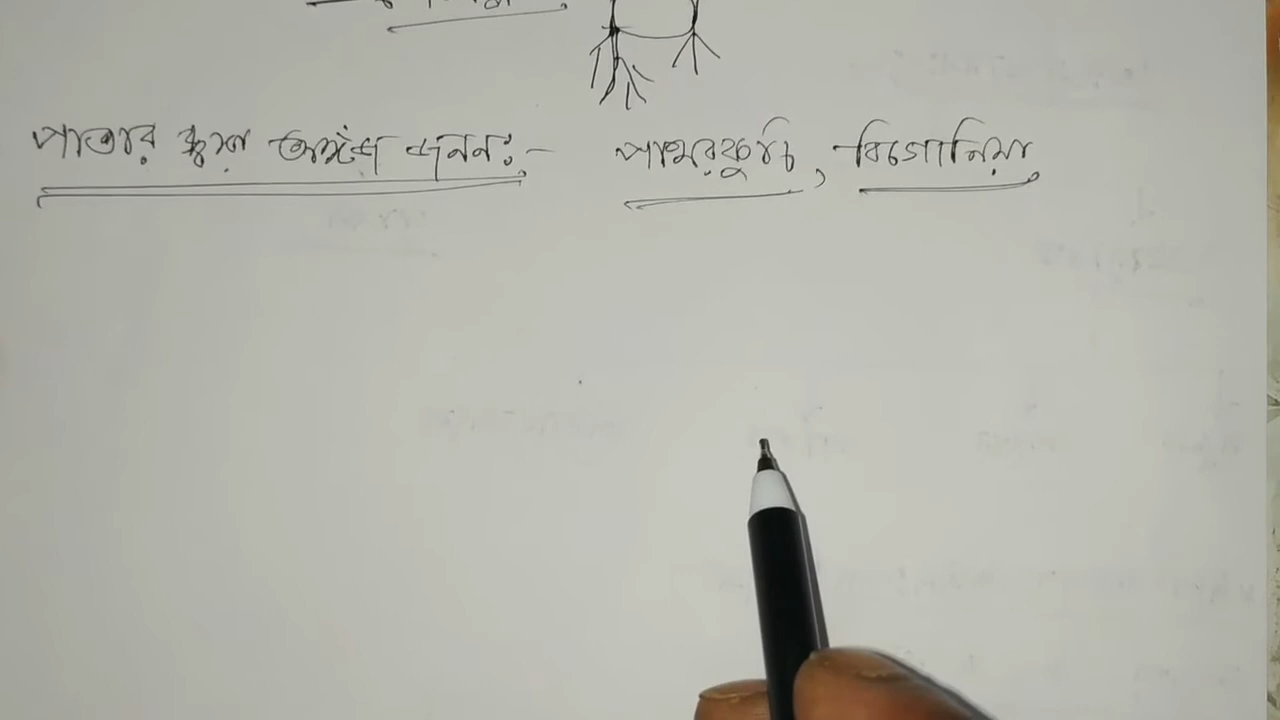 পাতার দ্বারা অঙ্গজ জনন:- পাথরকুচি, বিগোনিয়া